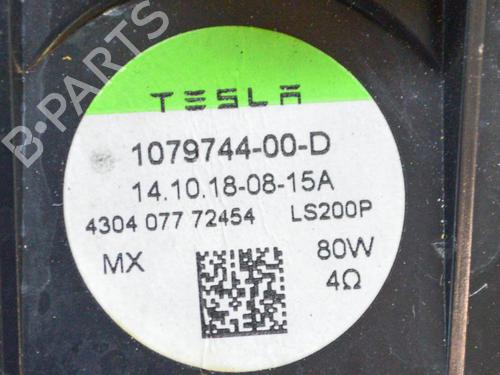 TESLA
1079744-00-D
14.10.18-08-15A
4304 077 72454 LS200P
MX 80W
4Ω
B-PARTS